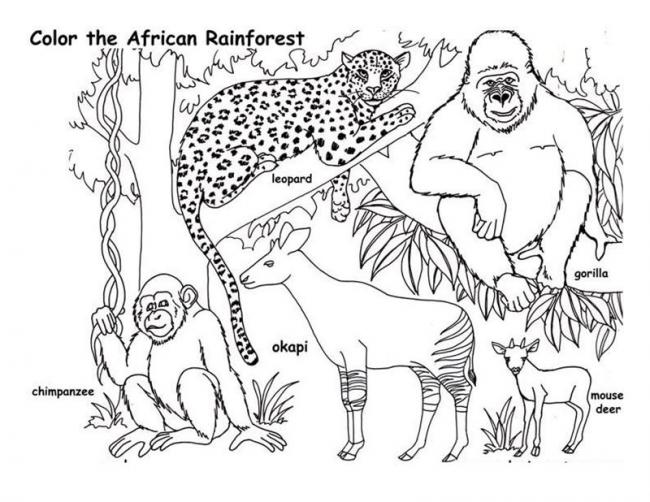 Color the African Rainforest
leopard
gorilla
okapi
chimpanzee
mouse
deer